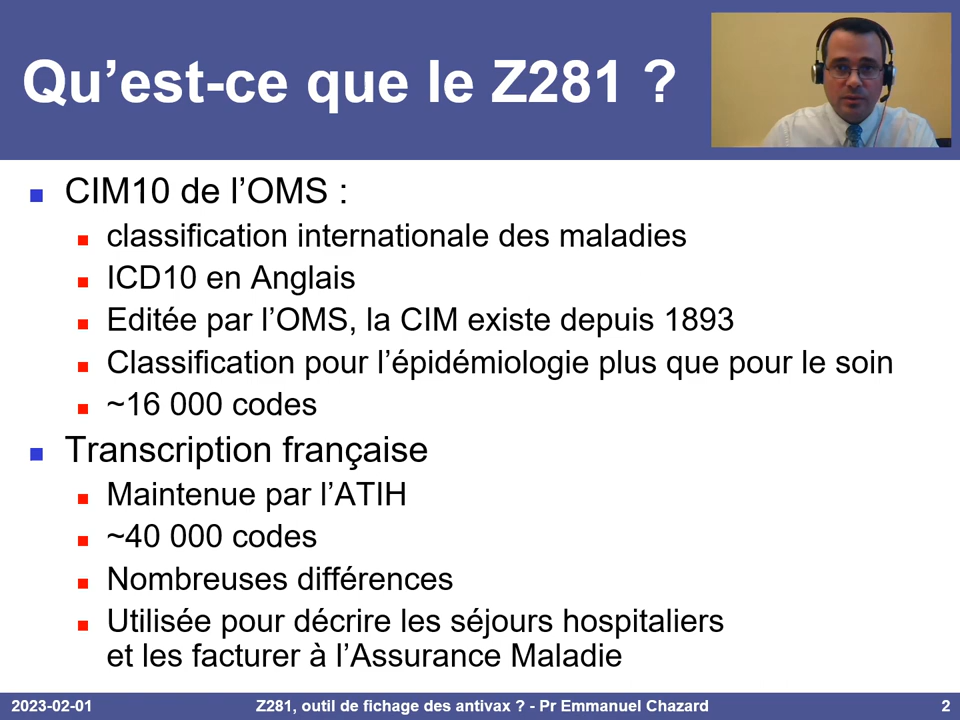 Qu’est-ce que le Z281 ?
CIM10 de l’OMS :
classification internationale des maladies
ICD10 en Anglais
Editée par l’OMS, la CIM existe depuis 1893
Classification pour l’épidémiologie plus que pour le soin
~16 000 codes
Transcription française
Maintenue par l’ATIH
~40 000 codes
Nombreuses différences
Utilisée pour décrire les séjours hospitaliers
et les facturer à l’Assurance Maladie
2023-02-01
Z281, outil de fichage des antivax ? - Pr Emmanuel Chazard
2